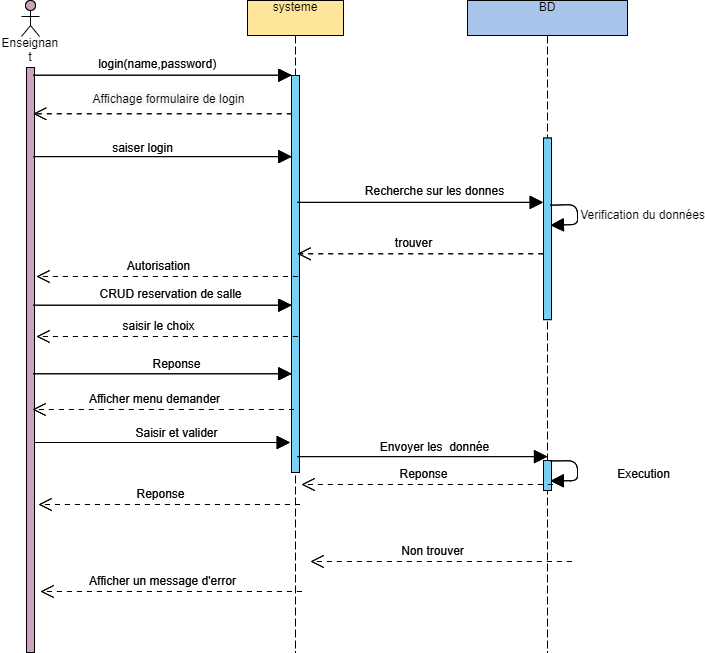 systeme
BD
Enseignan
t
login(name,password)
Affichage formulaire de login
saiser login
Recherche sur les donnes
Verification du données
trouver
Autorisation
CRUD reservation de salle
saisir le choix
Reponse
Afficher menu demander
Saisir et valider
Envoyer les  donnée
Reponse
Execution
Reponse
Non trouver
Afficher un message d'error